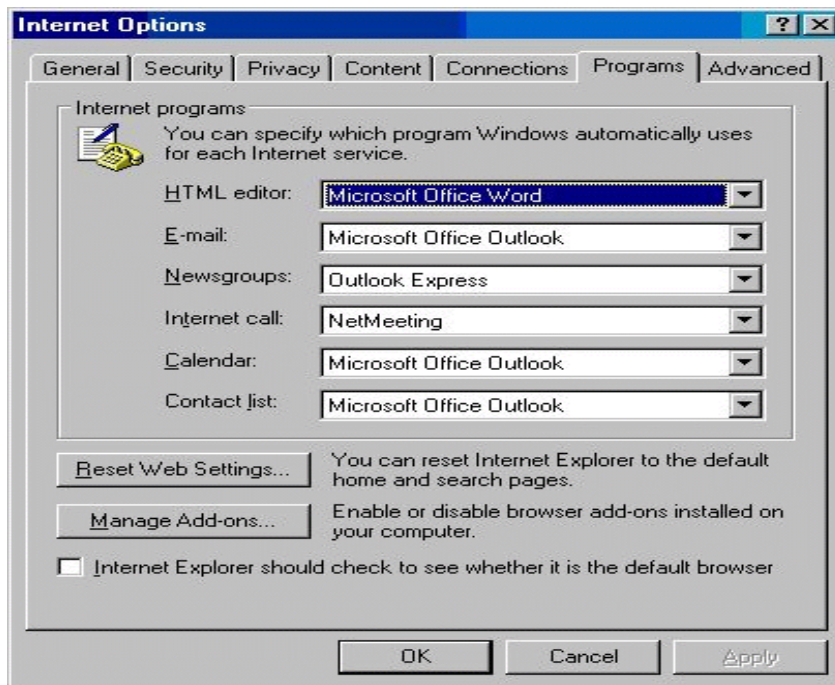 Internet Options
General Security Privacy Content Connections Programs Advanced
Internet programs
You can specify which program Windows automatically uses
for each Internet service.
HTML editor: Microsoft Office Word
E-mail: Microsoft Office Outlook
Newsgroups: Outlook Express
Internet call: NetMeeting
Calendar: Microsoft Office Outlook
Contact list: Microsoft Office Outlook
Reset Web Settings... You can reset Internet Explorer to the default
home and search pages.
Manage Add-ons... Enable or disable browser add-ons installed on
your computer.
Internet Explorer should check to see whether it is the default browser
OK Cancel Apply